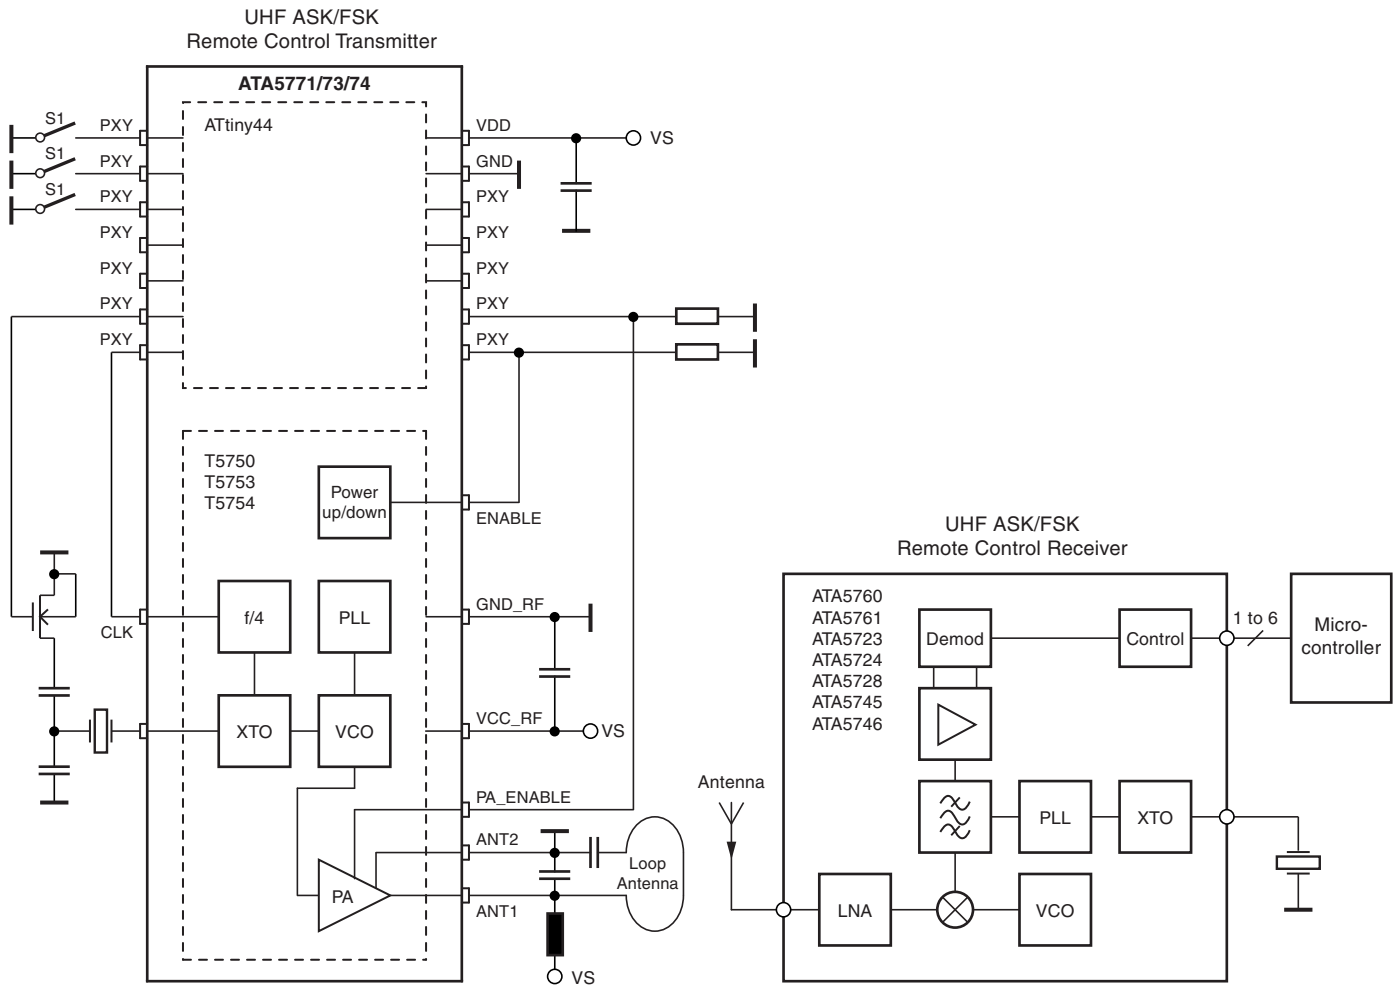 UHF ASK/FSK
Remote Control Transmitter
ATA5771/73/74
ATtiny44
S1
S1
S1
PXY
PXY
PXY
PXY
PXY
PXY
PXY
VDD
VS
GND
PXY
PXY
PXY
PXY
PXY
T5750
T5753
T5754
Power
up/down
ENABLE
f/4
PLL
CLK
GND_RF
XTO
VCO
VCC_RF
VS
PA_ENABLE
ANT2
Loop
Antenna
PA
ANT1
VS
UHF ASK/FSK
Remote Control Receiver
ATA5760
ATA5761
ATA5723
ATA5724
ATA5728
ATA5745
ATA5746
Demod
Control
1 to 6
Micro-
controller
Antenna
PLL
XTO
LNA
VCO